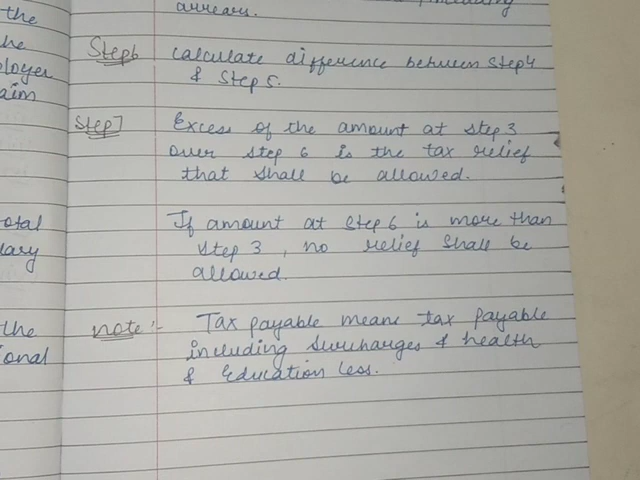 the
he
ployer
aim
otal
lary
the
ional
arrears.
Step6 Calculate difference between Step4
& Step 5.
Step7 Excess of the amount at Step 3
over Step 6 is the tax relief
that shall be allowed.
If amount at Step 6 is more than
Step 3, no relief shall be
allowed.
note:- Tax payable means tax payable
including Surcharges & health
& Education Cess.